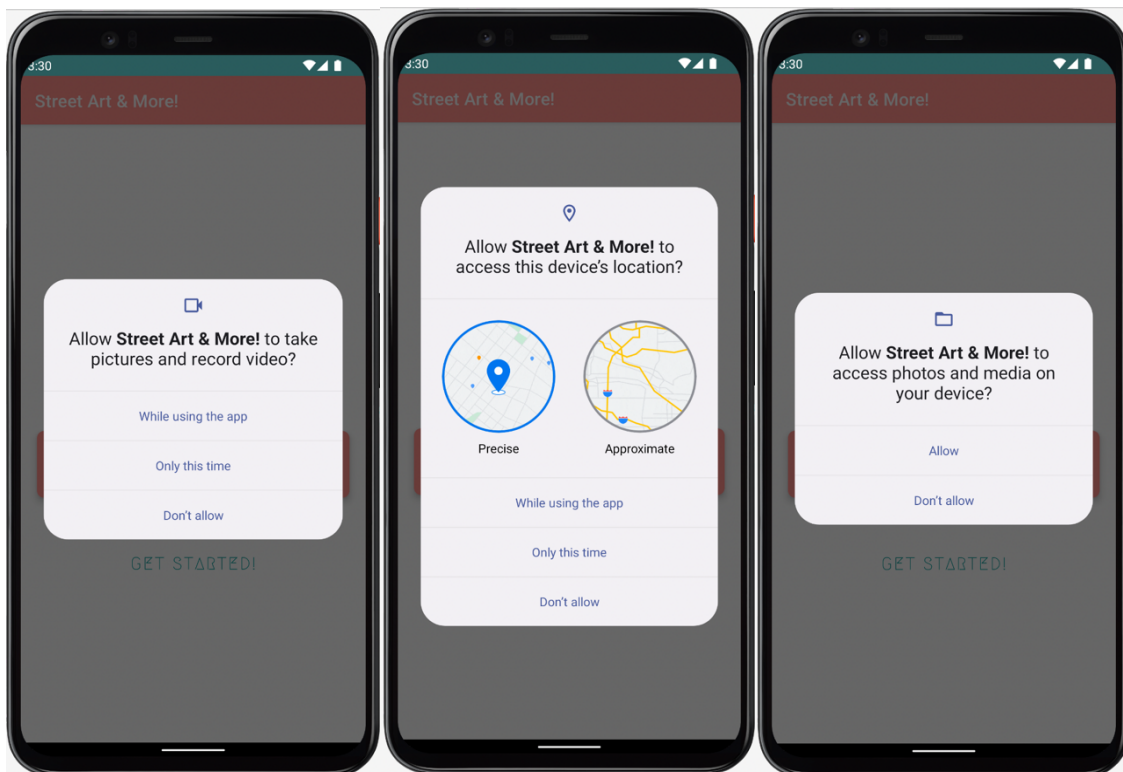 3:30
Street Art & More!
Allow Street Art & More! to take
pictures and record video?
While using the app
Only this time
Don't allow
GET STARTED!
3:30
Street Art & More!
Allow Street Art & More! to
access this device's location?
Precise
Approximate
While using the app
Only this time
Don't allow
3:30
Street Art & More!
Allow Street Art & More! to
access photos and media on
your device?
Allow
Don't allow
GET STARTED!